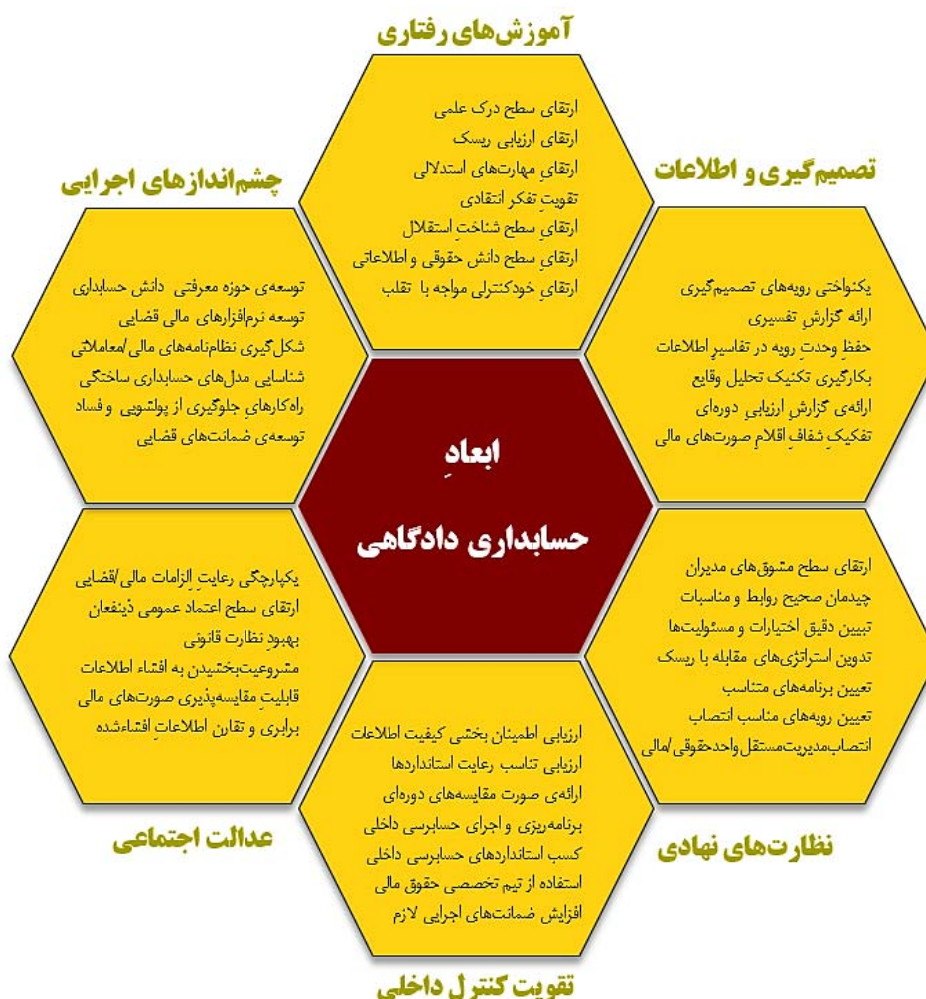 آموزش‌های رفتاری
ارتقای سطح درک علمی
ارتقای ارزیابی ریسک
ارتقایِ مهارت‌های استدلالی
تقویتِ تفکر انتقادی
ارتقایِ سطح شناختِ استقلال
ارتقایِ سطح دانش حقوقی و اطلاعاتی
ارتقایِ خودکنترلی مواجه با تقلب
تصمیم‌گیری و اطلاعات
یکنواختی رویه‌های تصمیم‌گیری
ارائه گزارشِ تفسیری
حفظِ وحدتِ رویه در تفاسیرِ اطلاعات
بکارگیری تکنیک تحلیل وقایع
ارائه‌ی گزارشِ ارزیابیِ دوره‌ای
تفکیکِ شفافِ اقلامِ صورت‌های مالی
نظارت‌های نهادی
ارتقای سطح مشوق‌های مدیران
چیدمان صحیح روابط و مناسبات
تبیین دقیق اختیارات و مسئولیت‌ها
تدوین استراتژی‌های مقابله با ریسک
تعیین برنامه‌های متناسب
تعیین رویه‌های مناسب انتصاب
انتصاب‌مدیریت‌مستقل‌واحدحقوقی/مالی
تقویت کنترل داخلی
ارزیابی اطمینان بخشی کیفیت اطلاعات
ارزیابی تناسب رعایت استانداردها
ارائه‌ی صورت مقایسه‌های دوره‌ای
برنامه‌ریزی و اجرای حسابرسی داخلی
کسب استانداردهای حسابرسی داخلی
استفاده از تیم تخصصی حقوق مالی
افزایش ضمانت‌های اجرایی لازم
عدالت اجتماعی
یکپارچگی رعایتِ اِلزامات مالی/قضایی
ارتقای سطح اعتماد عمومی ذینفعان
بهبودِ نظارت قانونی
مشروعیت‌بخشیدن به افشاء اطلاعات
قابلیتِ مقایسه‌پذیری صورت‌های مالی
برابری و تقارن اطلاعاتِ افشاءشده
چشم‌اندازهای اجرایی
توسعه‌ی حوزه معرفتی دانش حسابداری
توسعه نرم‌افزارهای مالی قضایی
شکل‌گیری نظام‌نامه‌های مالی/معاملاتی
شناسایی مدل‌های حسابداری ساختگی
راه‌کارهایِ جلوگیری از پولشویی و فساد
توسعه‌ی ضمانت‌های قضایی
ابعادِ
حسابداری دادگاهی